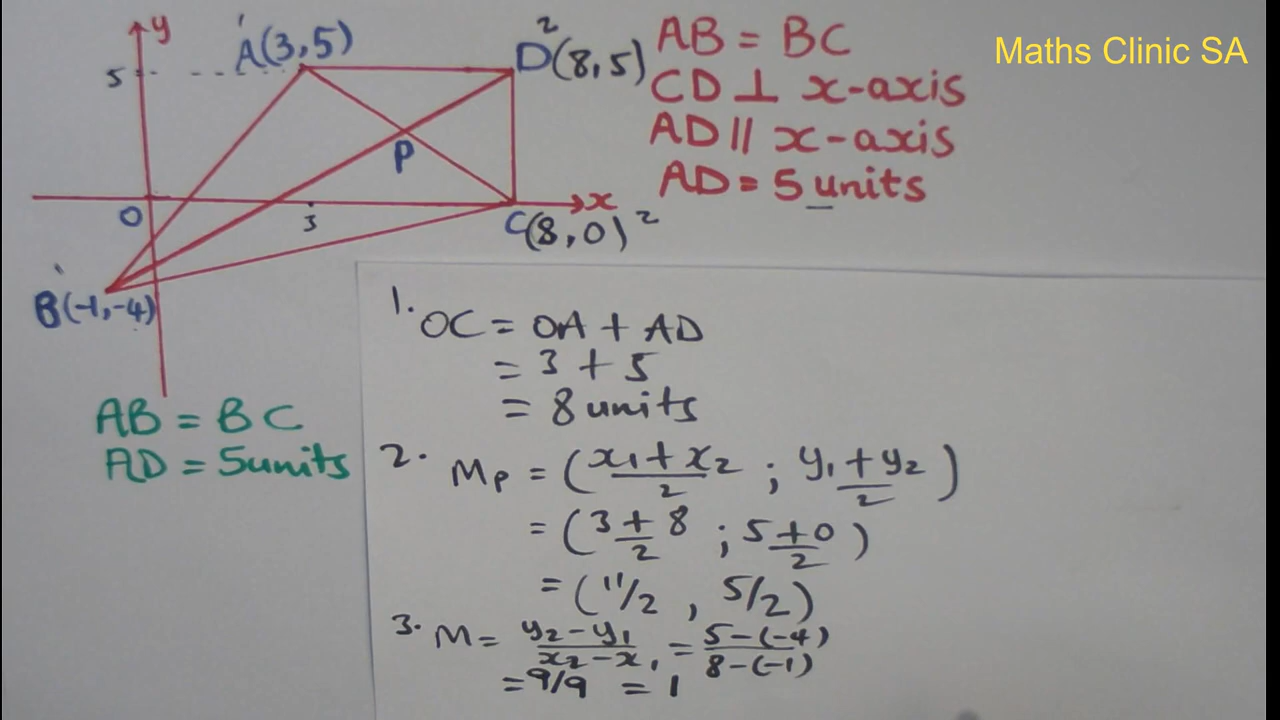 Maths Clinic SA
y
A(3,5)
D(8,5)
2
5
P
O
3
x
C(8,0) 2
B(-1,-4)
AB = BC
CD ⊥ x-axis
AD // x-axis
AD = 5 units
AB = BC
AD = 5units
1. OC = OA + AD
= 3 + 5
= 8 units
2. Mp = (x₁ + x₂/2 ; y₁ + y₂/2)
= (3 + 8/2 ; 5 + 0/2)
= (11/2 , 5/2)
3. M = y₂ - y₁/x₂ - x₁ = 5-(-4)/8-(-1)
= 9/9 = 1